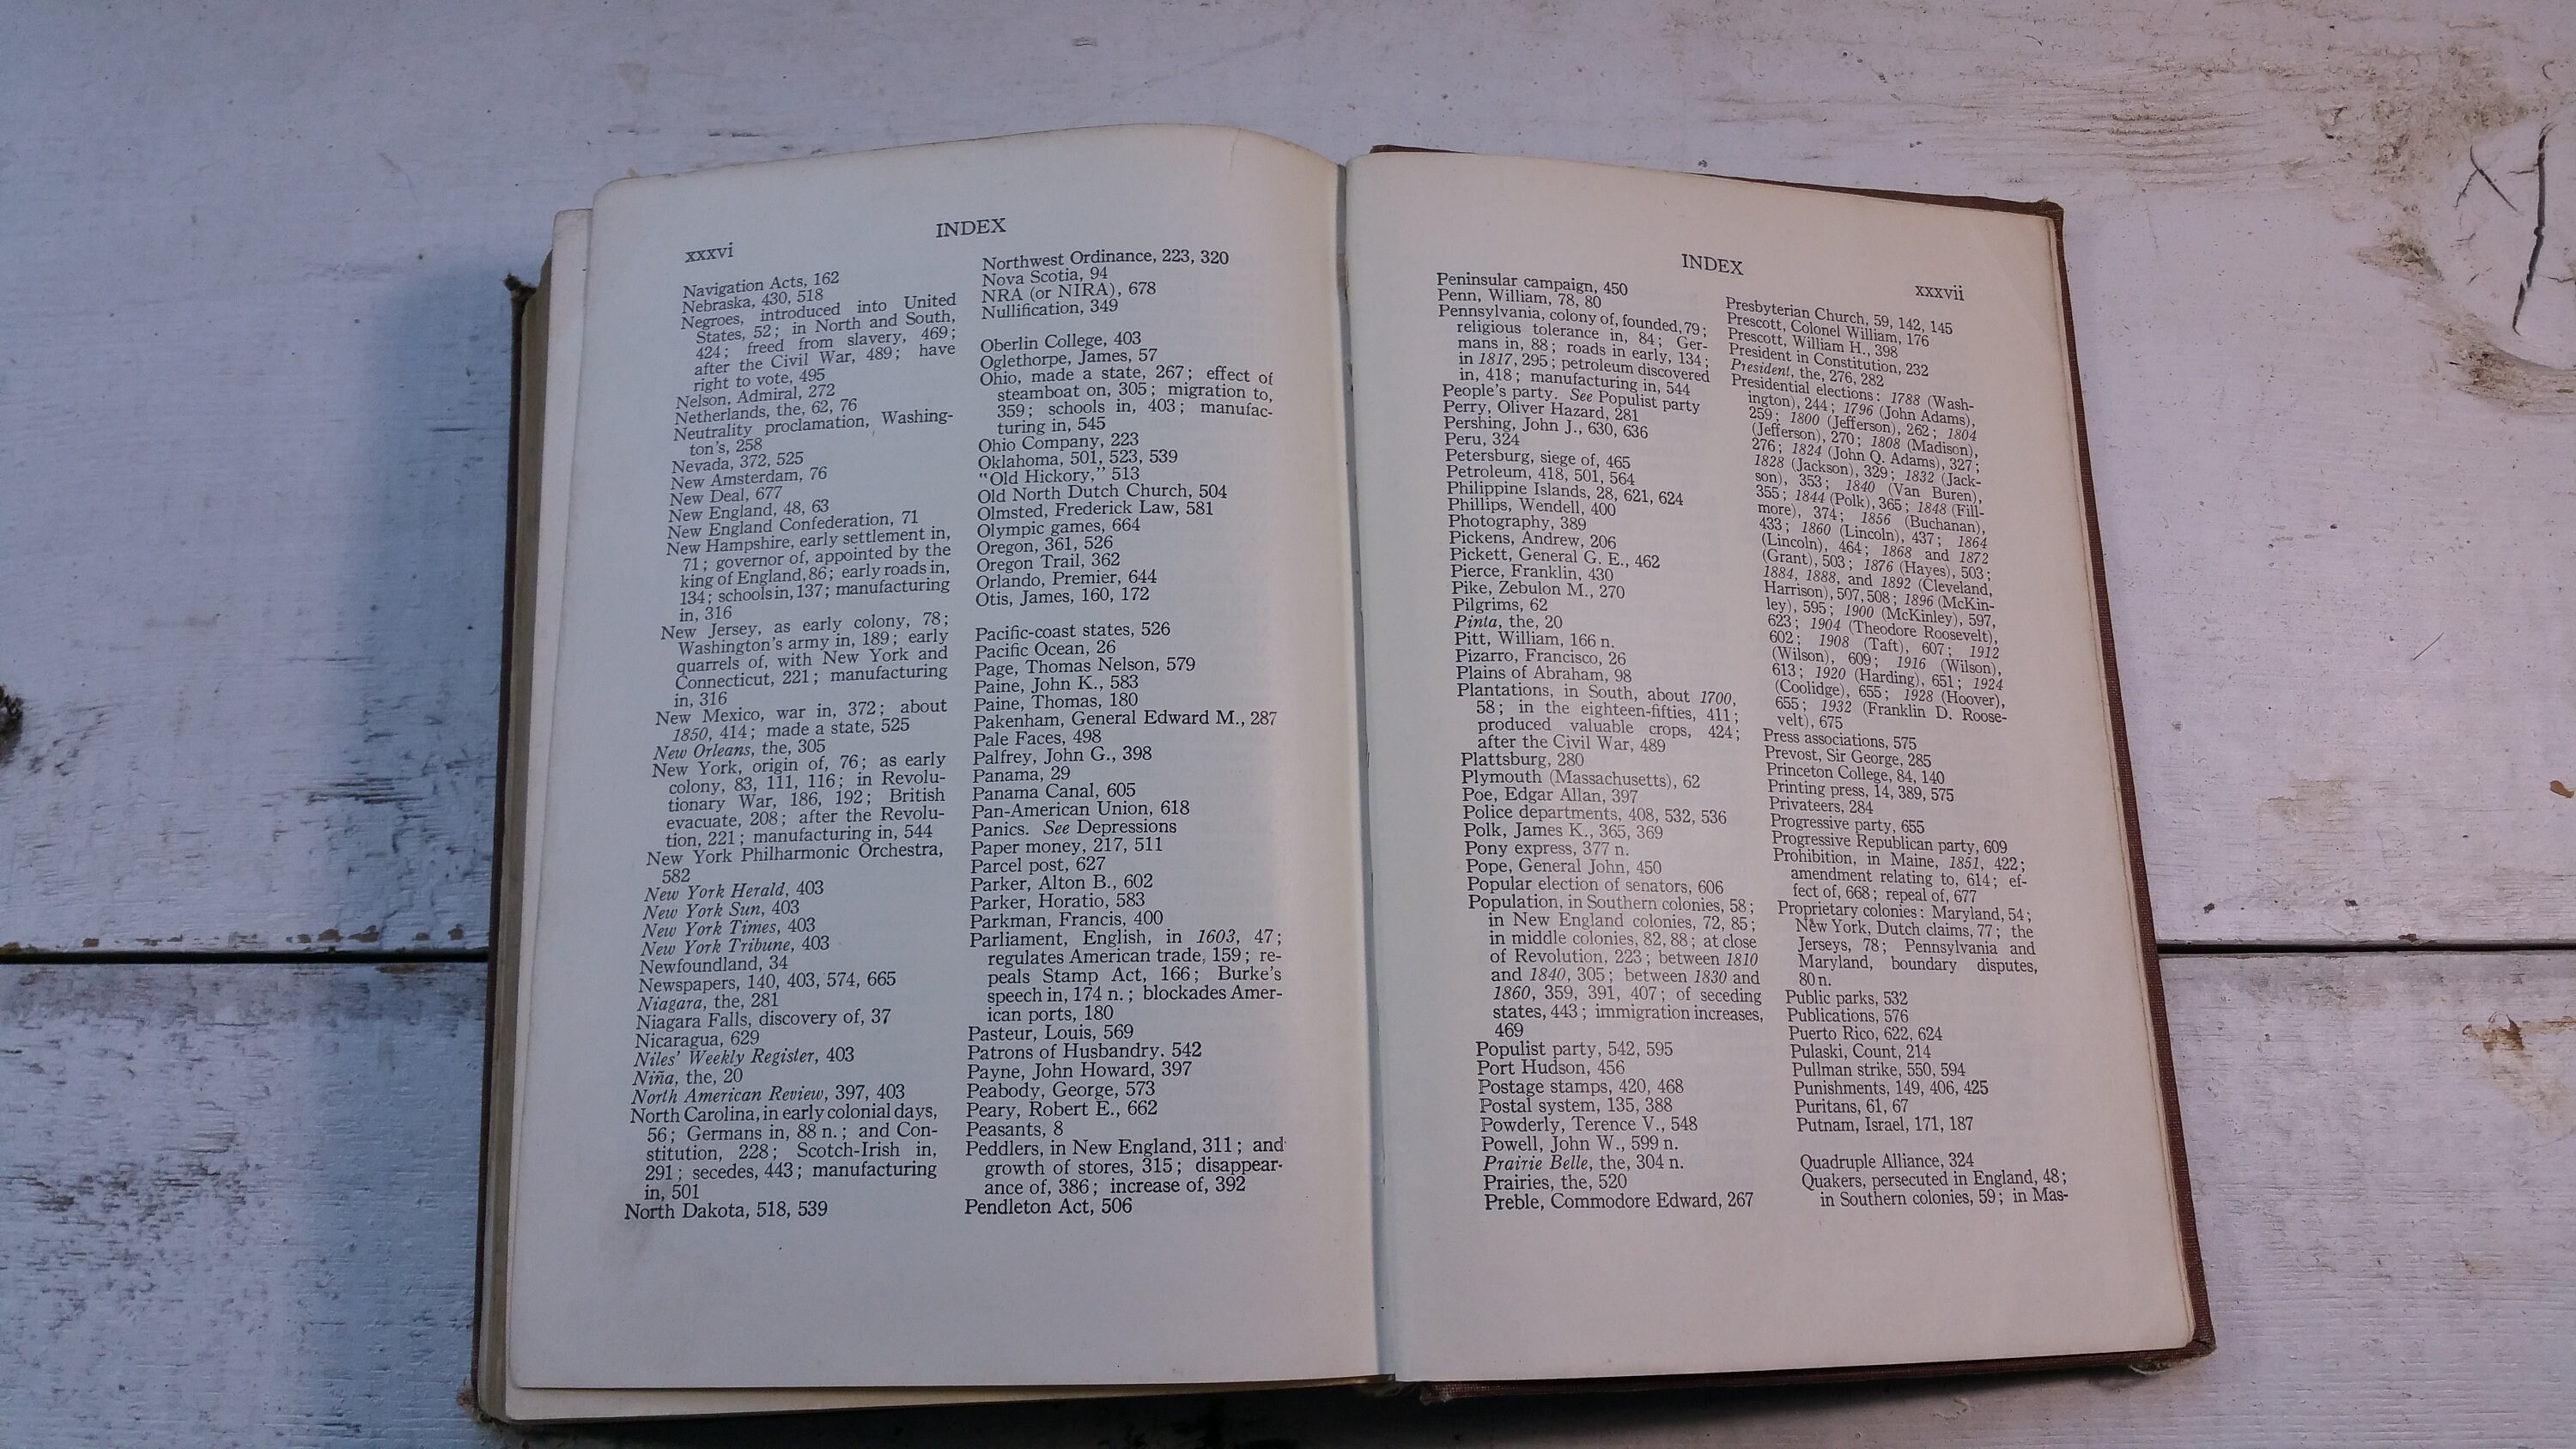 xxxvi
INDEX
Navigation Acts, 162
Nebraska, 430, 518
Negroes, introduced into United
States, 52; in North and South,
424; freed from slavery, 469;
after the Civil War, 489; have
right to vote, 495
Nelson, Admiral, 272
Netherlands, the, 62, 76
Neutrality proclamation, Washing-
ton's, 258
Nevada, 372, 525
New Amsterdam, 76
New Deal, 677
New England, 48, 63
New England Confederation, 71
New Hampshire, early settlement in,
71; governor of, appointed by the
king of England, 86; early roads in,
134; schools in, 137; manufacturing
in, 316
New Jersey, as early colony, 78;
Washington's army in, 189; early
quarrels of, with New York and
Connecticut, 221; manufacturing
in, 316
New Mexico, war in, 372; about
1850, 414; made a state, 525
New Orleans, the, 305
New York, origin of, 76; as early
colony, 83, 111, 116; in Revolu-
tionary War, 186, 192; British
evacuate, 208; after the Revolu-
tion, 221; manufacturing in, 544
New York Philharmonic Orchestra,
582
New York Herald, 403
New York Sun, 403
New York Times, 403
New York Tribune, 403
Newfoundland, 34
Newspapers, 140, 403, 574, 665
Niagara, the, 281
Niagara Falls, discovery of, 37
Nicaragua, 629
Niles' Weekly Register, 403
Niña, the, 20
North American Review, 397, 403
North Carolina, in early colonial days,
56; Germans in, 88 n.; and Con-
stitution, 228; Scotch-Irish in,
291; secedes, 443; manufacturing
in, 501
North Dakota, 518, 539
Northwest Ordinance, 223, 320
Nova Scotia, 94
NRA (or NIRA), 678
Nullification, 349
Oberlin College, 403
Oglethorpe, James, 57
Ohio, made a state, 267; effect of
steamboat on, 305; migration to,
359; schools in, 403; manufac-
turing in, 545
Ohio Company, 223
Oklahoma, 501, 523, 539
"Old Hickory," 513
Old North Dutch Church, 504
Olmsted, Frederick Law, 581
Olympic games, 664
Oregon, 361, 526
Oregon Trail, 362
Orlando, Premier, 644
Otis, James, 160, 172
Pacific-coast states, 526
Pacific Ocean, 26
Page, Thomas Nelson, 579
Paine, John K., 583
Paine, Thomas, 180
Pakenham, General Edward M., 287
Pale Faces, 498
Palfrey, John G., 398
Panama, 29
Panama Canal, 605
Pan-American Union, 618
Panics. See Depressions
Paper money, 217, 511
Parcel post, 627
Parker, Alton B., 602
Parker, Horatio, 583
Parkman, Francis, 400
Parliament, English, in 1603, 47;
regulates American trade, 159; re-
peals Stamp Act, 166; Burke's
speech in, 174 n.; blockades Amer-
ican ports, 180
Pasteur, Louis, 569
Patrons of Husbandry. 542
Payne, John Howard, 397
Peabody, George, 573
Peary, Robert E., 662
Peasants, 8
Peddlers, in New England, 311; and
growth of stores, 315; disappear-
ance of, 386; increase of, 392
Pendleton Act, 506
INDEX
xxxvii
Peninsular campaign, 450
Penn, William, 78, 80
Pennsylvania, colony of, founded, 79;
religious tolerance in, 84; Ger-
mans in, 88; roads in early, 134;
in 1817, 295; petroleum discovered
in, 418; manufacturing in, 544
People's party. See Populist party
Perry, Oliver Hazard, 281
Pershing, John J., 630, 636
Peru, 324
Petersburg, siege of, 465
Petroleum, 418, 501, 564
Philippine Islands, 28, 621, 624
Phillips, Wendell, 400
Photography, 389
Pickens, Andrew, 206
Pickett, General G. E., 462
Pierce, Franklin, 430
Pike, Zebulon M., 270
Pilgrims, 62
Pinta, the, 20
Pitt, William, 166 n.
Pizarro, Francisco, 26
Plains of Abraham, 98
Plantations, in South, about 1700,
58; in the eighteen-fifties, 411;
produced valuable crops, 424;
after the Civil War, 489
Plattsburg, 280
Plymouth (Massachusetts), 62
Poe, Edgar Allan, 397
Police departments, 408, 532, 536
Polk, James K., 365, 369
Pony express, 377 n.
Pope, General John, 450
Popular election of senators, 606
Population, in Southern colonies, 58;
in New England colonies, 72, 85;
in middle colonies, 82, 88; at close
of Revolution, 223; between 1810
and 1840, 305; between 1830 and
1860, 359, 391, 407; of seceding
states, 443; immigration increases,
469
Populist party, 542, 595
Port Hudson, 456
Postage stamps, 420, 468
Postal system, 135, 388
Powderly, Terence V., 548
Powell, John W., 599 n.
Prairie Belle, the, 304 n.
Prairies, the, 520
Preble, Commodore Edward, 267
Presbyterian Church, 59, 142, 145
Prescott, Colonel William, 176
Prescott, William H., 398
President in Constitution, 232
President, the, 276, 282
Presidential elections: 1788 (Wash-
ington), 244; 1796 (John Adams),
259; 1800 (Jefferson), 262; 1804
(Jefferson), 270; 1808 (Madison),
276; 1824 (John Q. Adams), 327;
1828 (Jackson), 329; 1832 (Jack-
son), 353; 1840 (Van Buren),
355; 1844 (Polk), 365; 1848 (Fill-
more), 374; 1856 (Buchanan),
433; 1860 (Lincoln), 437; 1864
(Lincoln), 464; 1868 and 1872
(Grant), 503; 1876 (Hayes), 503;
1884, 1888, and 1892 (Cleveland,
Harrison), 507, 508; 1896 (McKin-
ley), 595; 1900 (McKinley), 597,
623; 1904 (Theodore Roosevelt),
602; 1908 (Taft), 607; 1912
(Wilson), 609; 1916 (Wilson),
613; 1920 (Harding), 651; 1924
(Coolidge), 655; 1928 (Hoover),
655; 1932 (Franklin D. Roose-
velt), 675
Press associations, 575
Prevost, Sir George, 285
Princeton College, 84, 140
Printing press, 14, 389, 575
Privateers, 284
Progressive party, 655
Progressive Republican party, 609
Prohibition, in Maine, 1851, 422;
amendment relating to, 614; ef-
fect of, 668; repeal of, 677
Proprietary colonies: Maryland, 54;
New York, Dutch claims, 77; the
Jerseys, 78; Pennsylvania and
Maryland, boundary disputes,
80 n.
Public parks, 532
Publications, 576
Puerto Rico, 622, 624
Pulaski, Count, 214
Pullman strike, 550, 594
Punishments, 149, 406, 425
Puritans, 61, 67
Putnam, Israel, 171, 187
Quadruple Alliance, 324
Quakers, persecuted in England, 48;
in Southern colonies, 59; in Mas-